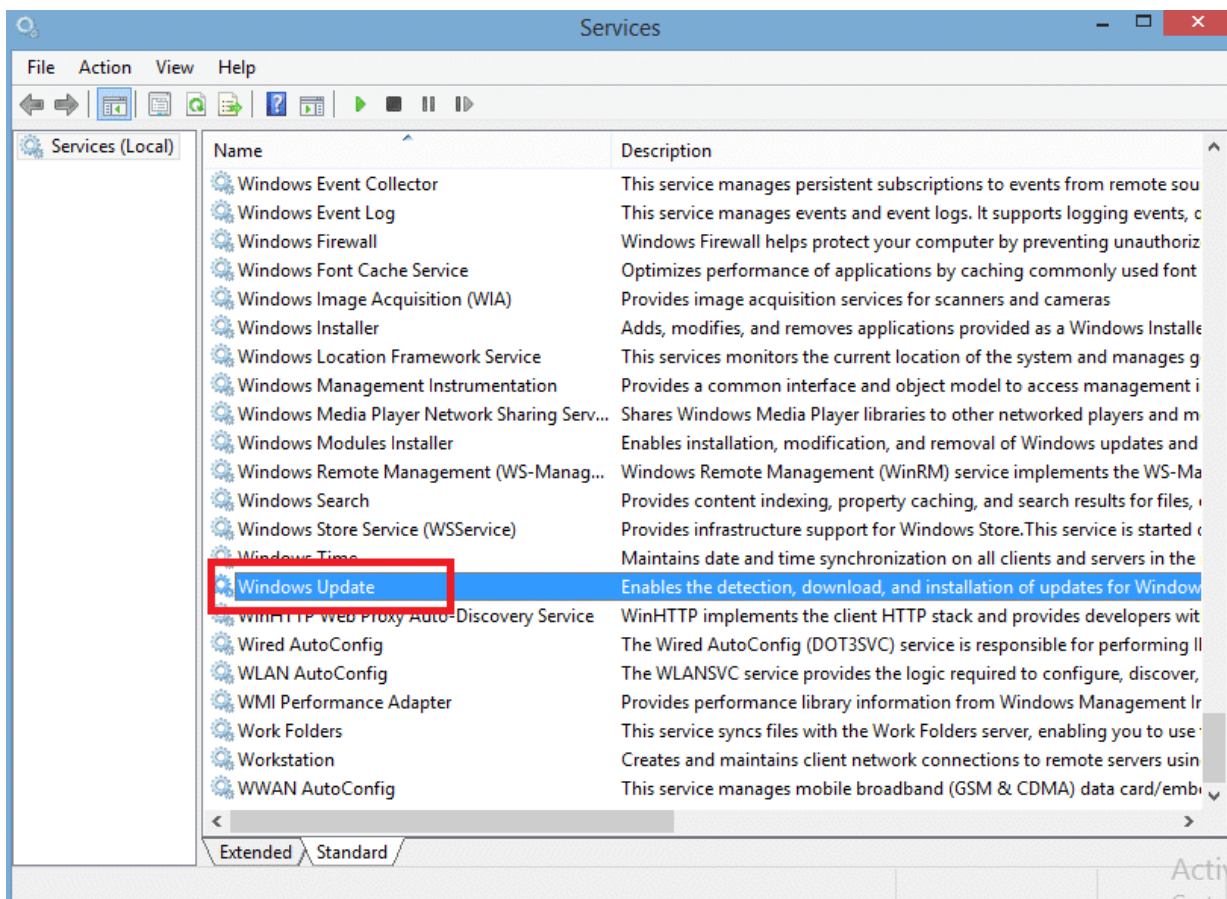 Services
File Action View Help
Services (Local)
Name Description
Windows Event Collector This service manages persistent subscriptions to events from remote sou
Windows Event Log This service manages events and event logs. It supports logging events,
Windows Firewall Windows Firewall helps protect your computer by preventing unauthoriz
Windows Font Cache Service Optimizes performance of applications by caching commonly used font
Windows Image Acquisition (WIA) Provides image acquisition services for scanners and cameras
Windows Installer Adds, modifies, and removes applications provided as a Windows Installe
Windows Location Framework Service This services monitors the current location of the system and manages g
Windows Management Instrumentation Provides a common interface and object model to access management i
Windows Media Player Network Sharing Serv... Shares Windows Media Player libraries to other networked players and m
Windows Modules Installer Enables installation, modification, and removal of Windows updates and
Windows Remote Management (WS-Manag... Windows Remote Management (WinRM) service implements the WS-Ma
Windows Search Provides content indexing, property caching, and search results for files,
Windows Store Service (WSService) Provides infrastructure support for Windows Store.This service is started
Windows Time Maintains date and time synchronization on all clients and servers in the
Windows Update Enables the detection, download, and installation of updates for Window
WinHTTP Web Proxy Auto-Discovery Service WinHTTP implements the client HTTP stack and provides developers wit
Wired AutoConfig The Wired AutoConfig (DOT3SVC) service is responsible for performing I
WLAN AutoConfig The WLANSVC service provides the logic required to configure, discover,
WMI Performance Adapter Provides performance library information from Windows Management Ir
Work Folders This service syncs files with the Work Folders server, enabling you to use
Workstation Creates and maintains client network connections to remote servers usin
WWAN AutoConfig This service manages mobile broadband (GSM & CDMA) data card/emb
Extended Standard
Activ